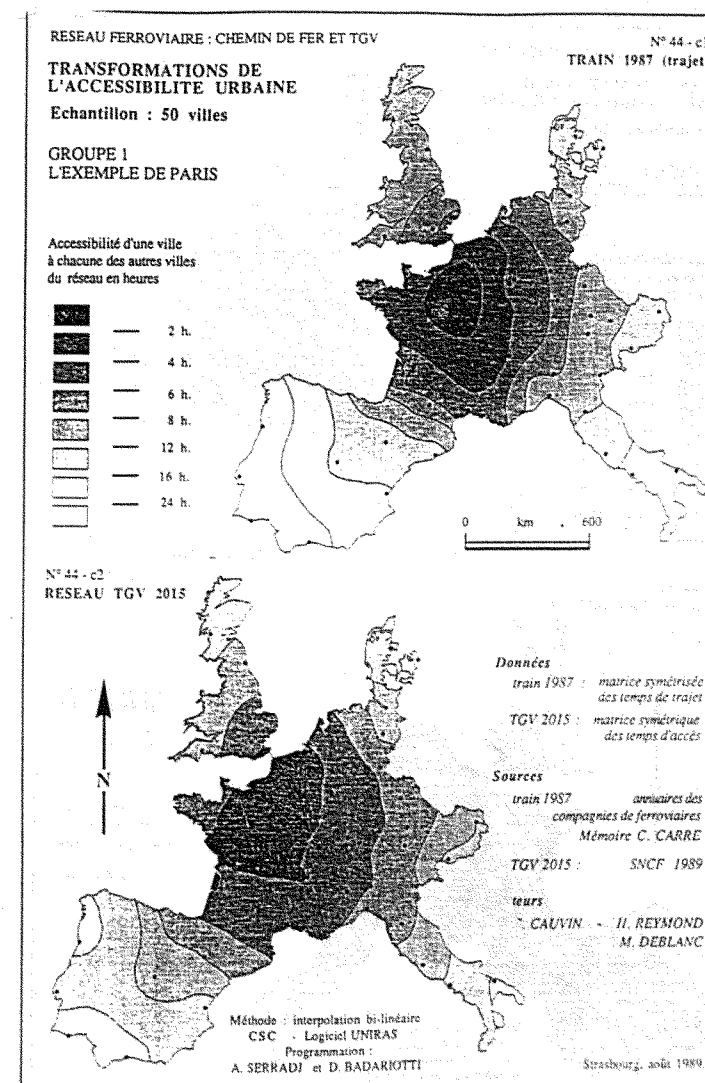 RESEAU FERROVIAIRE : CHEMIN DE FER ET TGV
N° 44 - c1
TRAIN 1987 (trajet
TRANSFORMATIONS DE
L'ACCESSIBILITE URBAINE
Echantillon : 50 villes
GROUPE 1
L'EXEMPLE DE PARIS
Accessibilité d'une ville
à chacune des autres villes
du réseau en heures
2 h.
4 h.
6 h.
8 h.
12 h.
16 h.
24 h.
0 km 600
N° 44 - c2
RESEAU TGV 2015
N
Données
train 1987 : matrice symétrisée
des temps de trajet
TGV 2015 : matrice symétrique
des temps d'accès
Sources
train 1987 annuaires des
compagnies de ferroviaires
Mémoire C. CARRE
TGV 2015 : SNCF 1989
teurs
CAUVIN - H. REYMOND
M. DEBLANC
Méthode : interpolation bi-linéaire
CSC - Logiciel UNIRAS
Programmation :
A. SERRADJ et D. BADARIOTTI
Strasbourg, août 1989